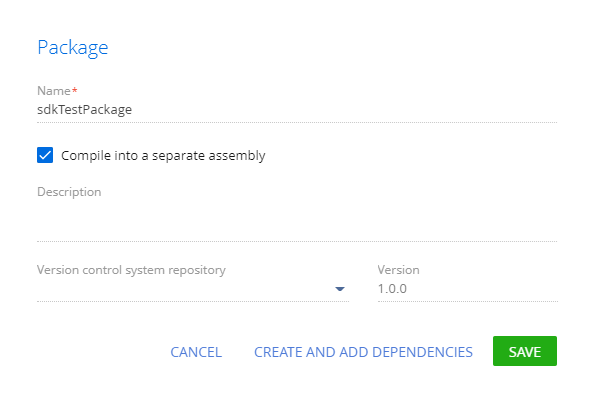 Package
Name*
sdkTestPackage
Compile into a separate assembly
Description
Version control system repository
Version
1.0.0
CANCEL
CREATE AND ADD DEPENDENCIES
SAVE